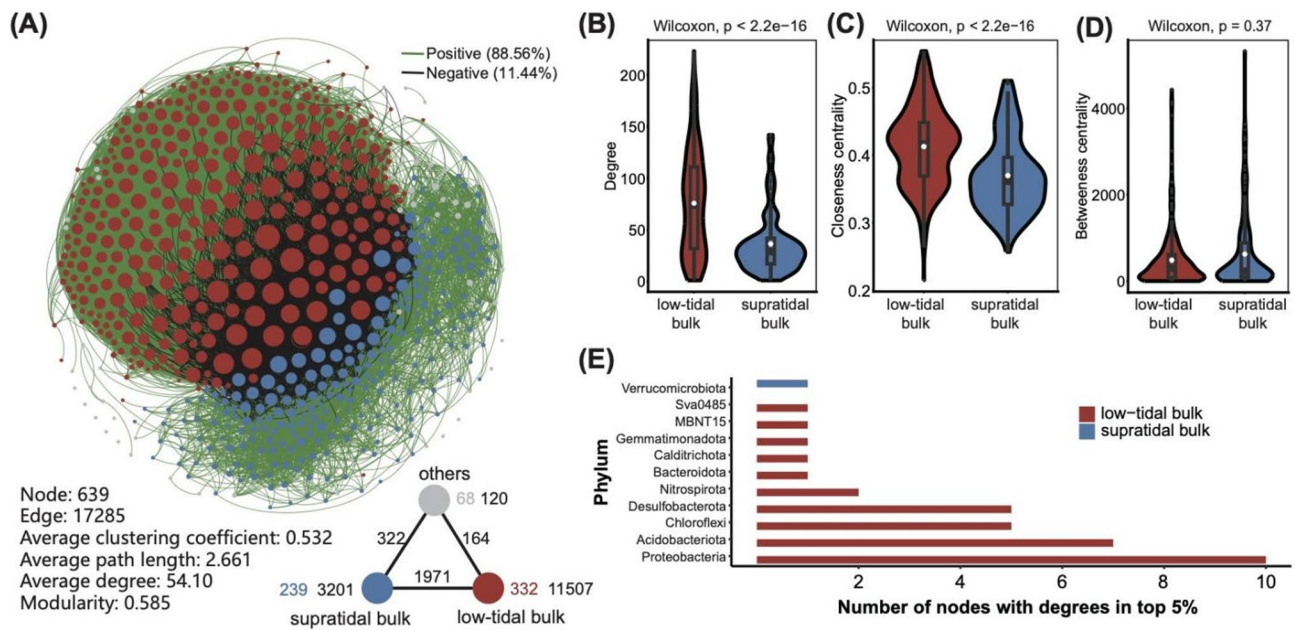 (A)
Positive (88.56%)
Negative (11.44%)
Node: 639
Edge: 17285
Average clustering coefficient: 0.532
Average path length: 2.661
Average degree: 54.10
Modularity: 0.585
others
68 120
322 164
1971
239 3201 332 11507
supratidal bulk low-tidal bulk
(B)
Wilcoxon, p < 2.2e−16
Degree
200
150
100
50
0
low-tidal bulk
supratidal bulk
(C)
Wilcoxon, p < 2.2e−16
Closeness centrality
0.5
0.4
0.3
0.2
low-tidal bulk
supratidal bulk
(D)
Wilcoxon, p = 0.37
Betweeness centrality
4000
2000
0
low-tidal bulk
supratidal bulk
(E)
Phylum
Verrucomicrobiota
Sva0485
MBNT15
Gemmatimonadota
Calditrichota
Bacteroidota
Nitrospirota
Desulfobacterota
Chloroflexi
Acidobacteriota
Proteobacteria
low−tidal bulk
supratidal bulk
2 4 6 8 10
Number of nodes with degrees in top 5%